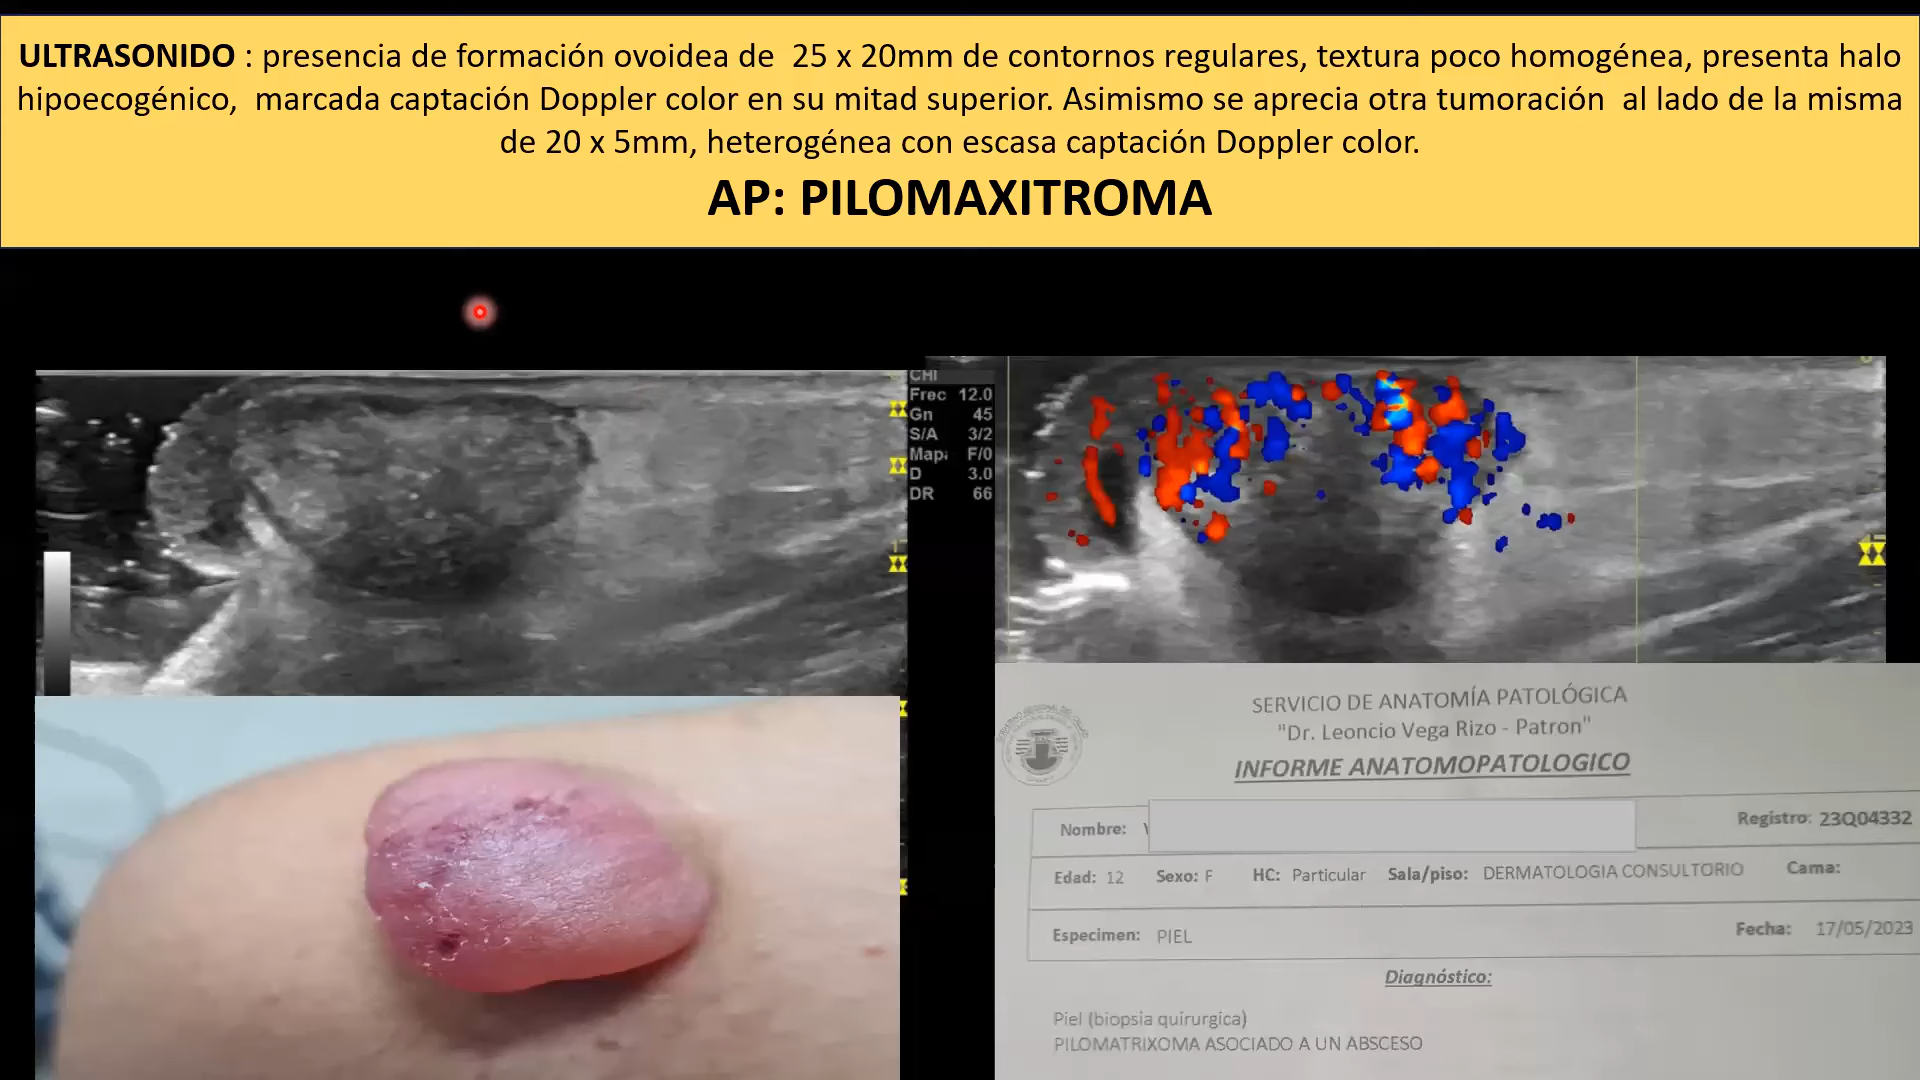 ULTRASONIDO : presencia de formación ovoidea de 25 x 20mm de contornos regulares, textura poco homogénea, presenta halo
hipoecogénico, marcada captación Doppler color en su mitad superior. Asimismo se aprecia otra tumoración al lado de la misma
de 20 x 5mm, heterogénea con escasa captación Doppler color.
AP: PILOMAXITROMA
CHI
Frec 12.0
Gn 45
S/A 3/2
Map F/0
D 3.0
DR 66
SERVICIO DE ANATOMÍA PATOLÓGICA
"Dr. Leoncio Vega Rizo - Patron"
INFORME ANATOMOPATOLOGICO
Nombre:
Registro: 23Q04332
Edad: 12 Sexo: F HC: Particular Sala/piso: DERMATOLOGIA CONSULTORIO Cama:
Especimen: PIEL
Fecha: 17/05/2023
Diagnóstico:
Piel (biopsia quirurgica)
PILOMATRIXOMA ASOCIADO A UN ABSCESO